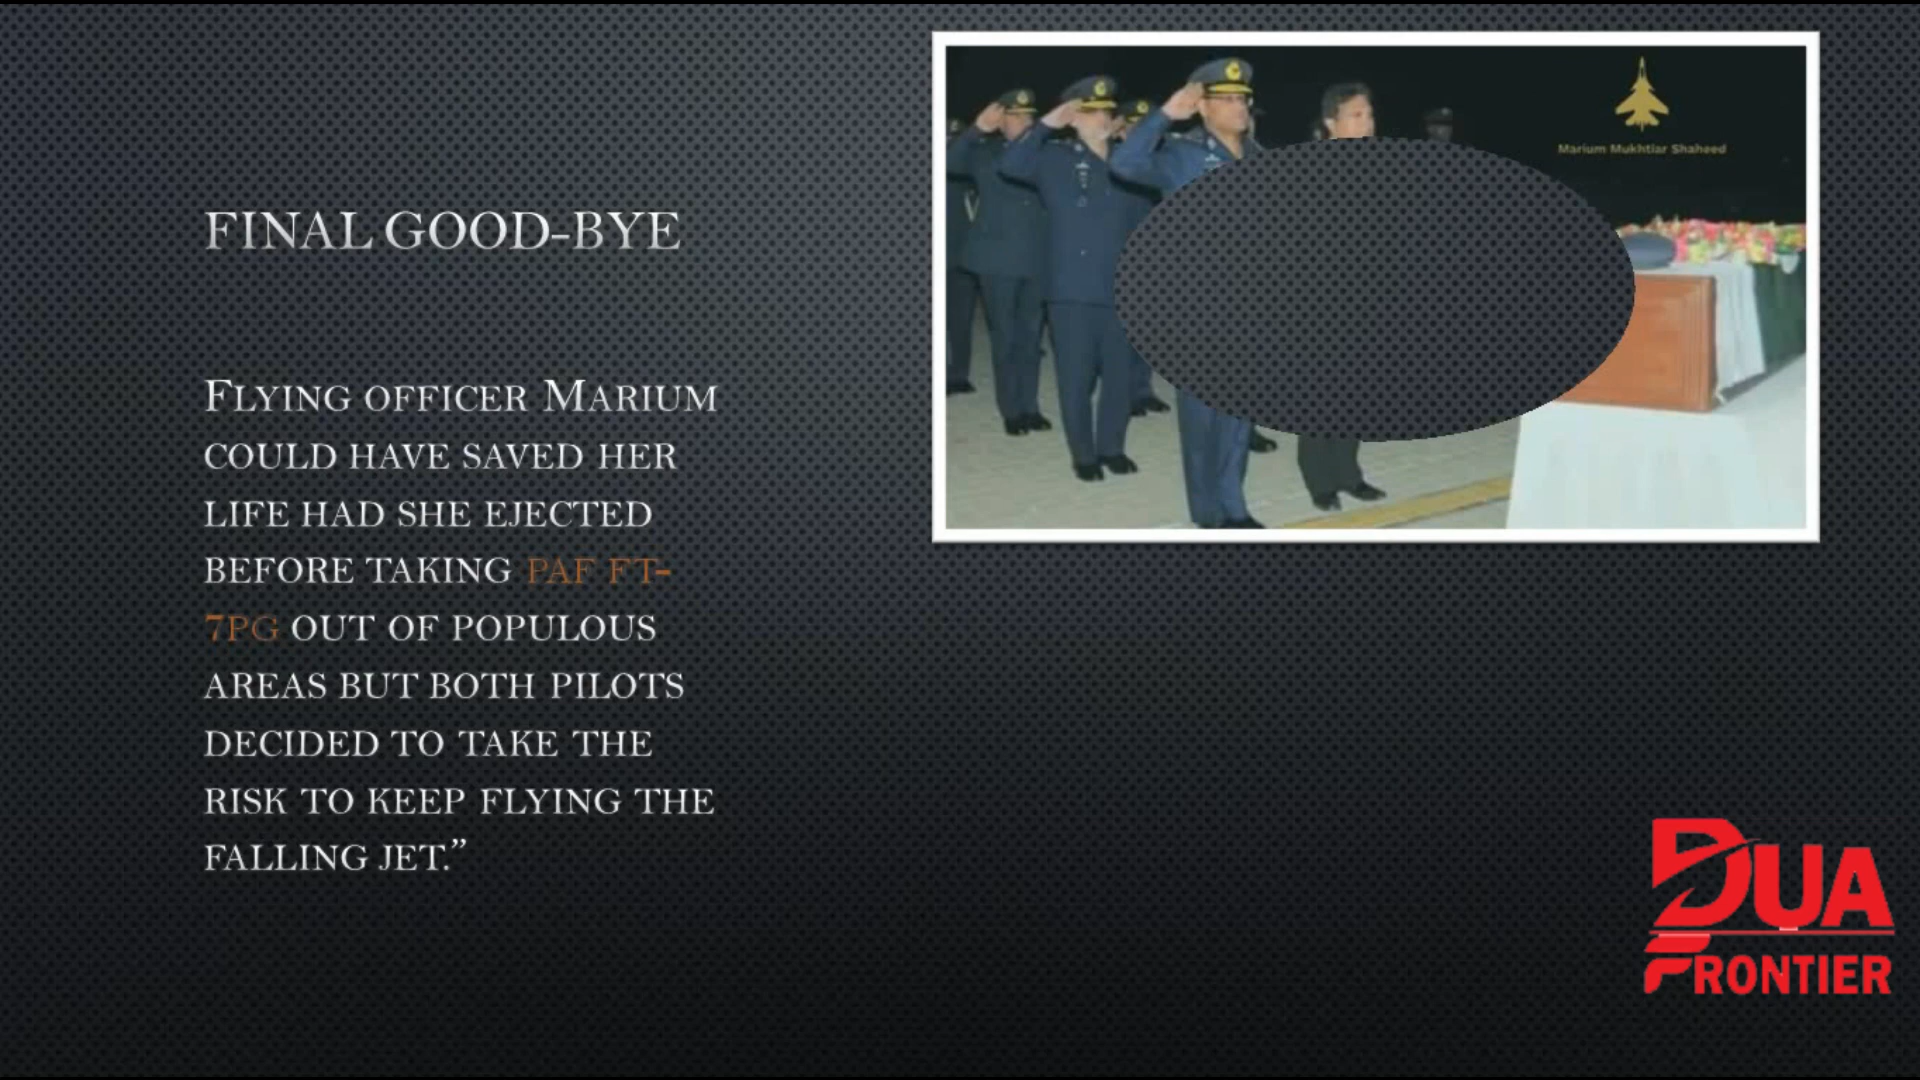 FINAL GOOD-BYE
FLYING OFFICER MARIUM
COULD HAVE SAVED HER
LIFE HAD SHE EJECTED
BEFORE TAKING PAF FT-
7PG OUT OF POPULOUS
AREAS BUT BOTH PILOTS
DECIDED TO TAKE THE
RISK TO KEEP FLYING THE
FALLING JET.”
Marium Mukhtiar Shaheed
DUA
FRONTIER